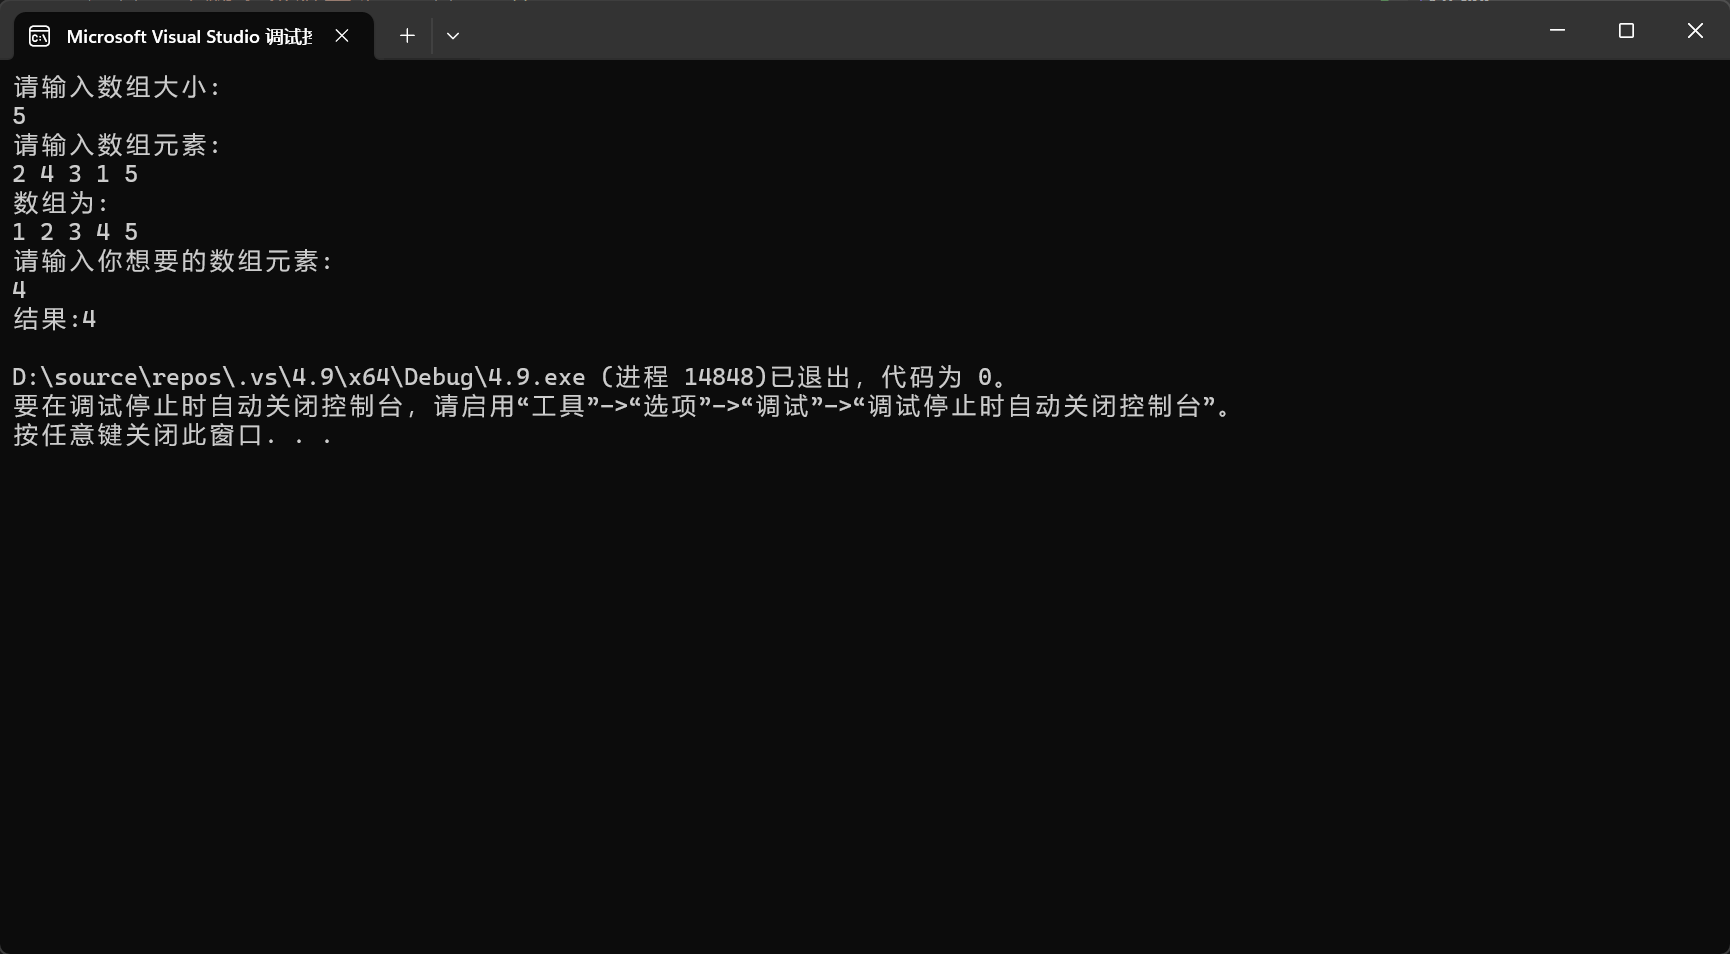 Microsoft Visual Studio 调试
请输入数组大小:
5
请输入数组元素:
2 4 3 1 5
数组为:
1 2 3 4 5
请输入你想要的数组元素:
4
结果:4
D:\source\repos\.vs\4.9\x64\Debug\4.9.exe (进程 14848)已退出，代码为 0。
要在调试停止时自动关闭控制台，请启用“工具”->“选项”->“调试”->“调试停止时自动关闭控制台”。
按任意键关闭此窗口. . .